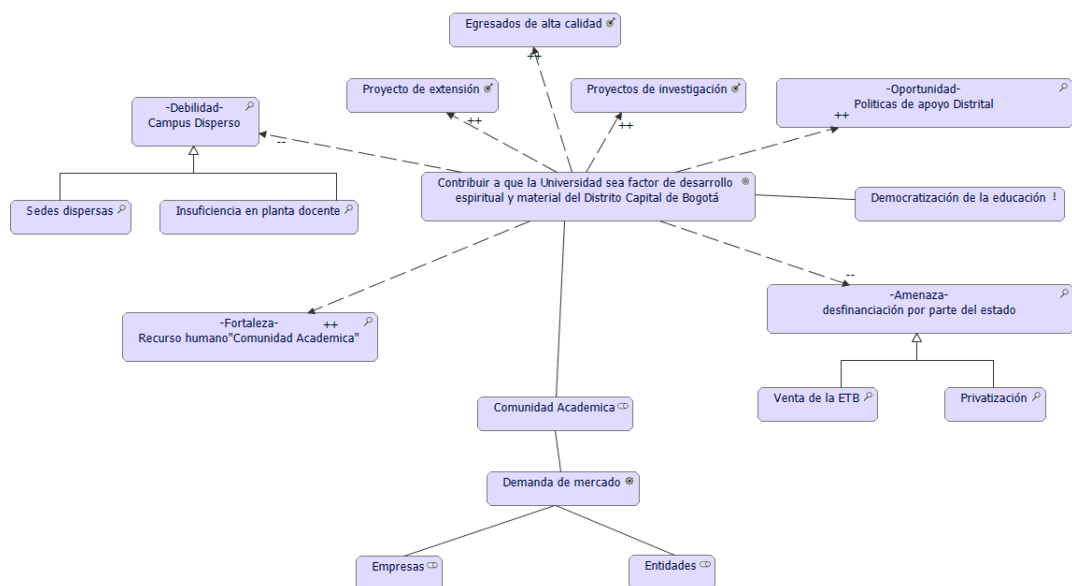 Egresados de alta calidad
++
Proyecto de extensión
++
Proyectos de investigación
++
-Oportunidad-
Politicas de apoyo Distrital
++
-Debilidad-
Campus Disperso
--
Sedes dispersas
Insuficiencia en planta docente
Contribuir a que la Universidad sea factor de desarrollo
espiritual y material del Distrito Capital de Bogotá
Democratización de la educación
-Fortaleza-
++
Recurso humano"Comunidad Academica"
--
-Amenaza-
desfinanciación por parte del estado
Venta de la ETB
Privatización
Comunidad Academica
Demanda de mercado
Empresas
Entidades